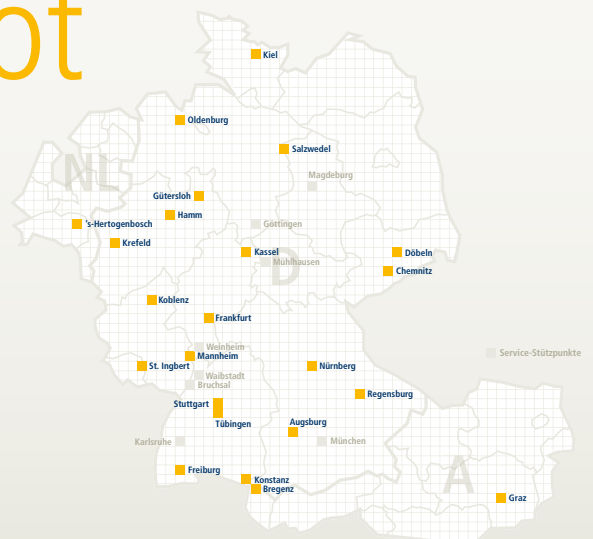 ot
Kiel
Oldenburg
Salzwedel
NL
Magdeburg
Gütersloh
Hamm
's-Hertogenbosch
Göttingen
Krefeld
Kassel
Döbeln
D
Mühlhausen
Chemnitz
Koblenz
Frankfurt
Weinheim
Service-Stützpunkte
Mannheim
St. Ingbert
Nürnberg
Waibstadt
Bruchsal
Regensburg
Stuttgart
Tübingen
Augsburg
Karlsruhe
München
Freiburg
A
Konstanz
Bregenz
Graz